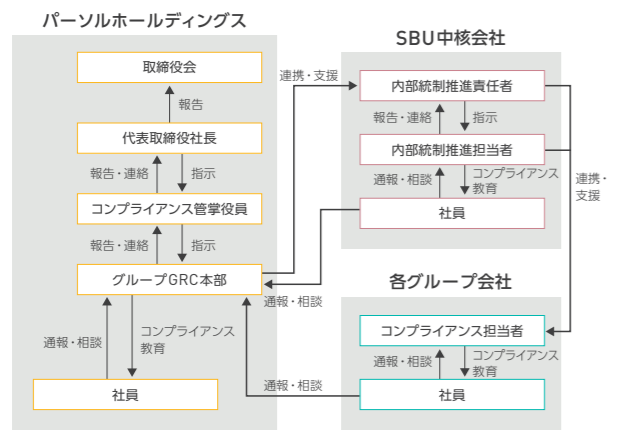 パーソルホールディングス
取締役会
報告
代表取締役社長
報告・連絡
指示
コンプライアンス管掌役員
報告・連絡
指示
グループGRC本部
通報・相談
コンプライアンス
教育
社員
連携・支援
通報・相談
通報・相談
SBU中核会社
内部統制推進責任者
報告・連絡
指示
内部統制推進担当者
通報・相談
コンプライアンス
教育
社員
連携・
支援
各グループ会社
コンプライアンス担当者
通報・相談
コンプライアンス
教育
社員